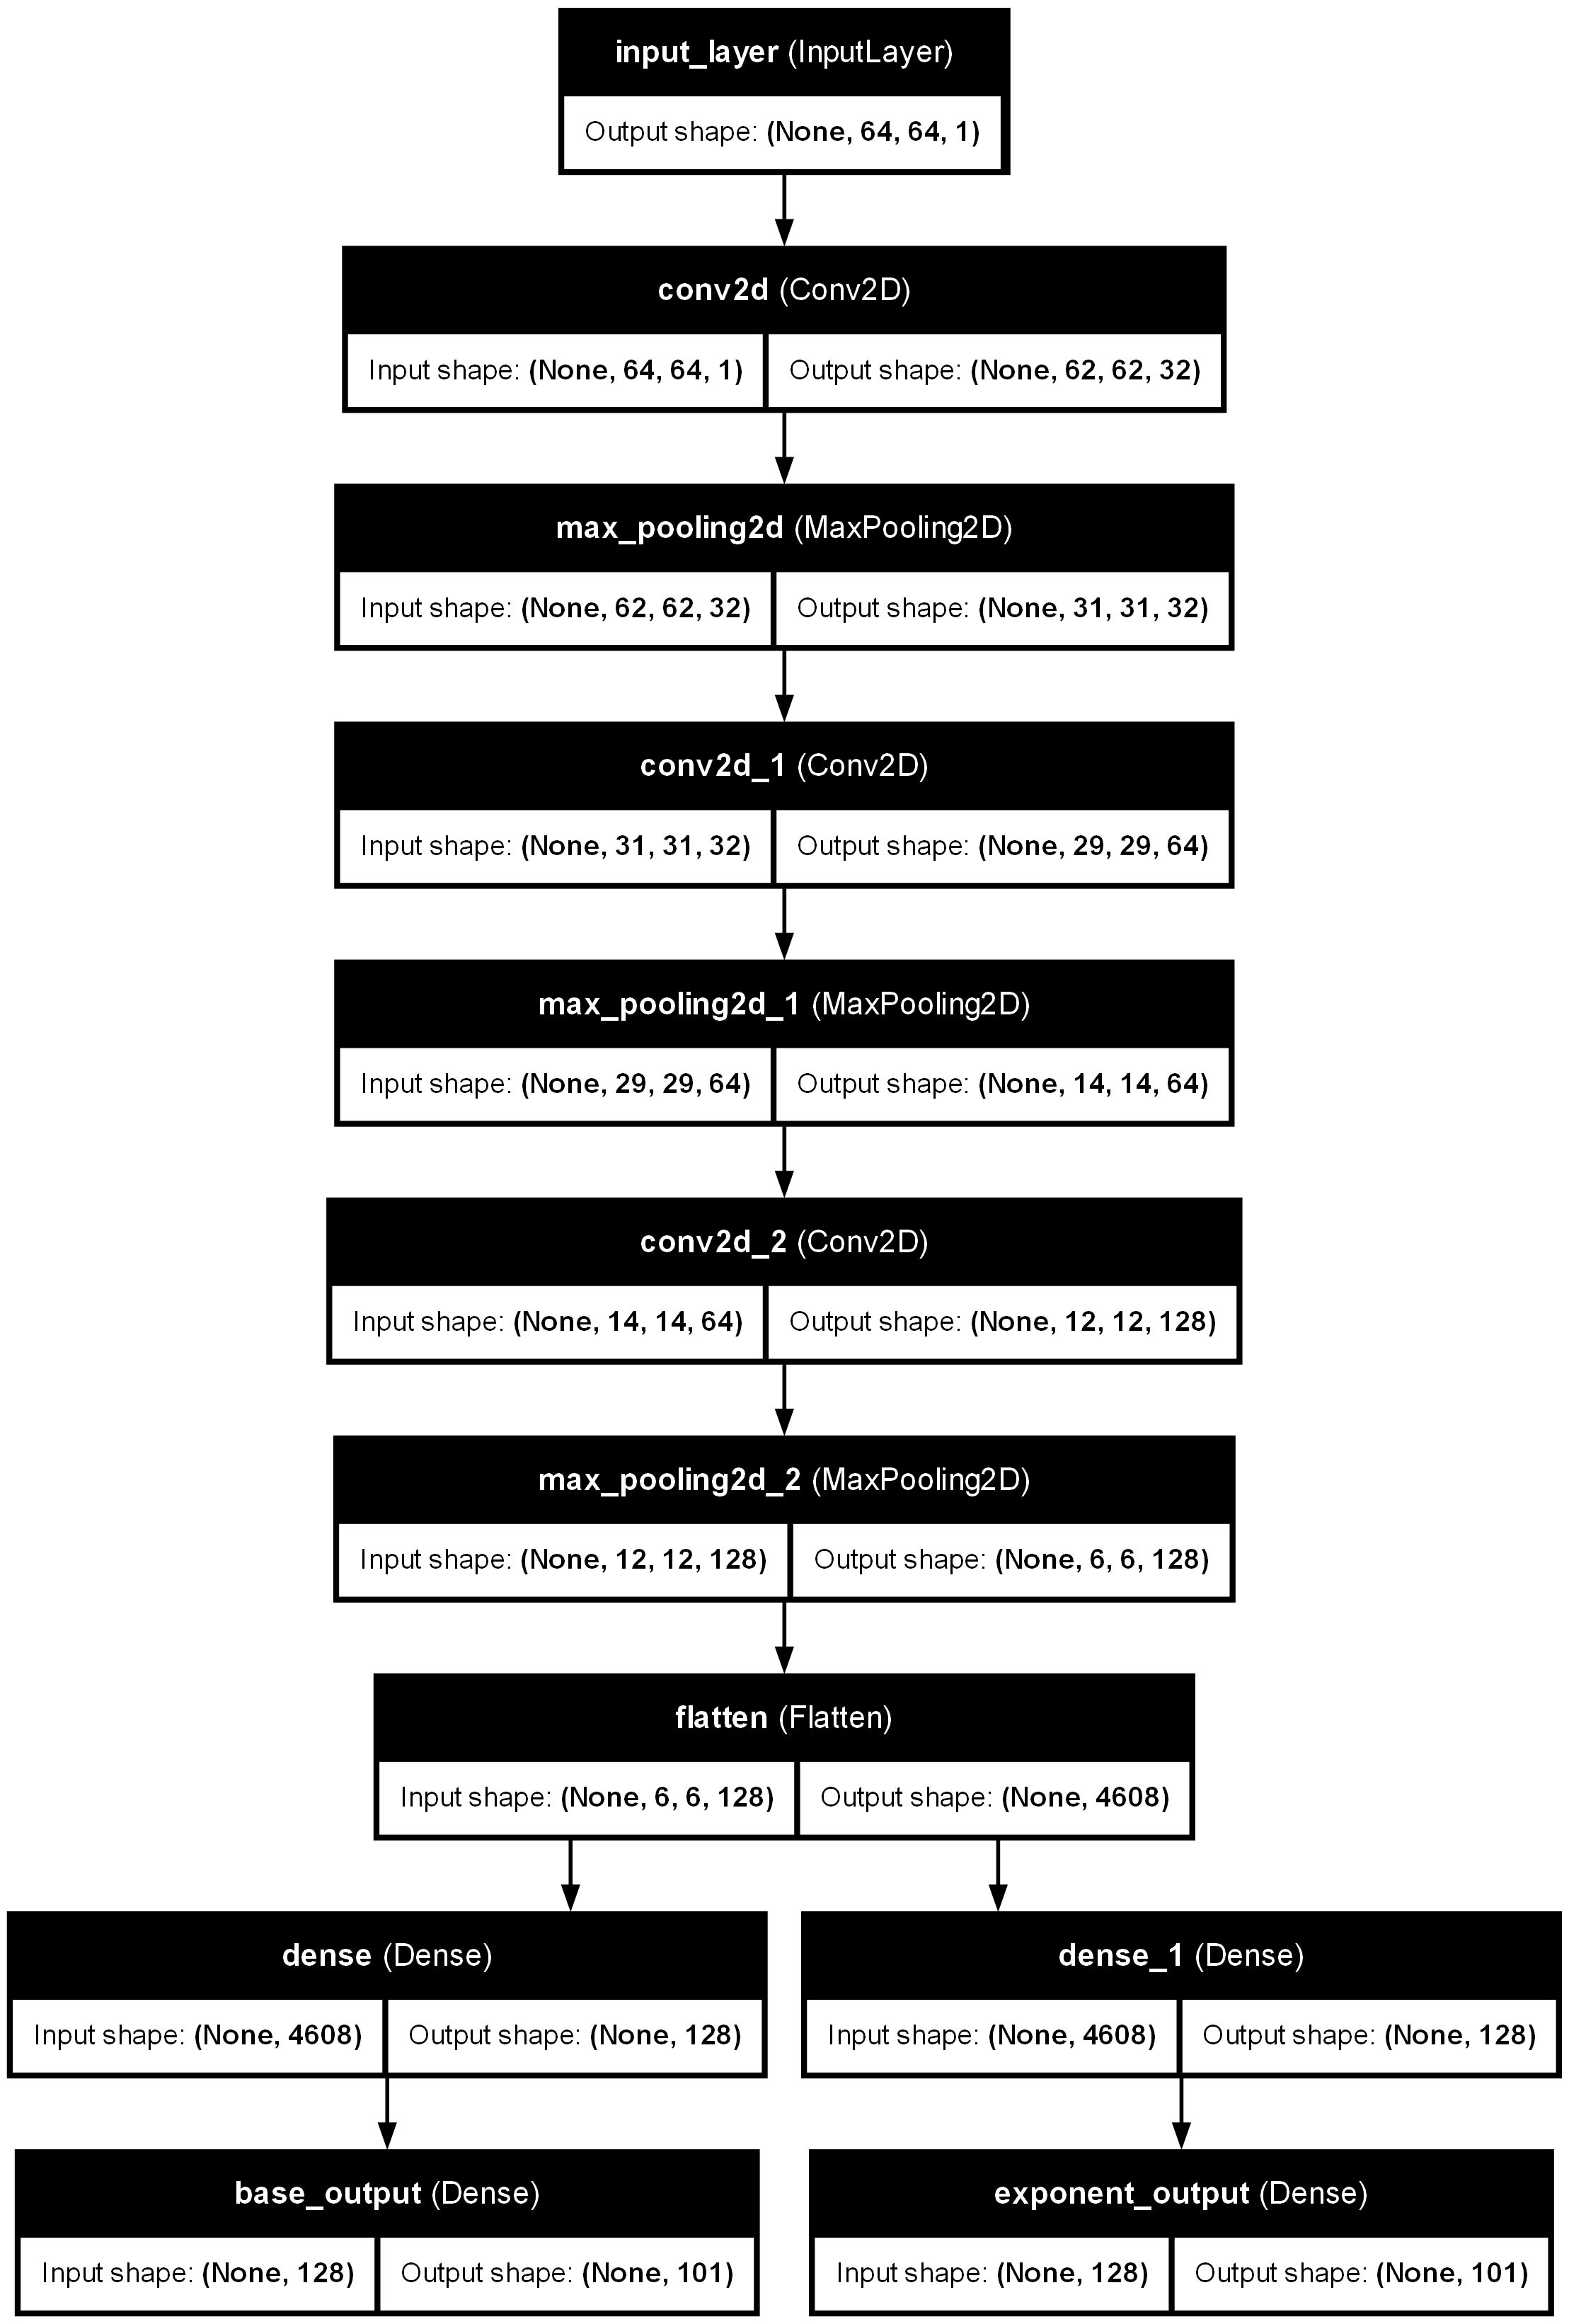 input_layer (InputLayer)
Output shape: (None, 64, 64, 1)
conv2d (Conv2D)
Input shape: (None, 64, 64, 1) Output shape: (None, 62, 62, 32)
max_pooling2d (MaxPooling2D)
Input shape: (None, 62, 62, 32) Output shape: (None, 31, 31, 32)
conv2d_1 (Conv2D)
Input shape: (None, 31, 31, 32) Output shape: (None, 29, 29, 64)
max_pooling2d_1 (MaxPooling2D)
Input shape: (None, 29, 29, 64) Output shape: (None, 14, 14, 64)
conv2d_2 (Conv2D)
Input shape: (None, 14, 14, 64) Output shape: (None, 12, 12, 128)
max_pooling2d_2 (MaxPooling2D)
Input shape: (None, 12, 12, 128) Output shape: (None, 6, 6, 128)
flatten (Flatten)
Input shape: (None, 6, 6, 128) Output shape: (None, 4608)
dense (Dense)
Input shape: (None, 4608) Output shape: (None, 128)
dense_1 (Dense)
Input shape: (None, 4608) Output shape: (None, 128)
base_output (Dense)
Input shape: (None, 128) Output shape: (None, 101)
exponent_output (Dense)
Input shape: (None, 128) Output shape: (None, 101)